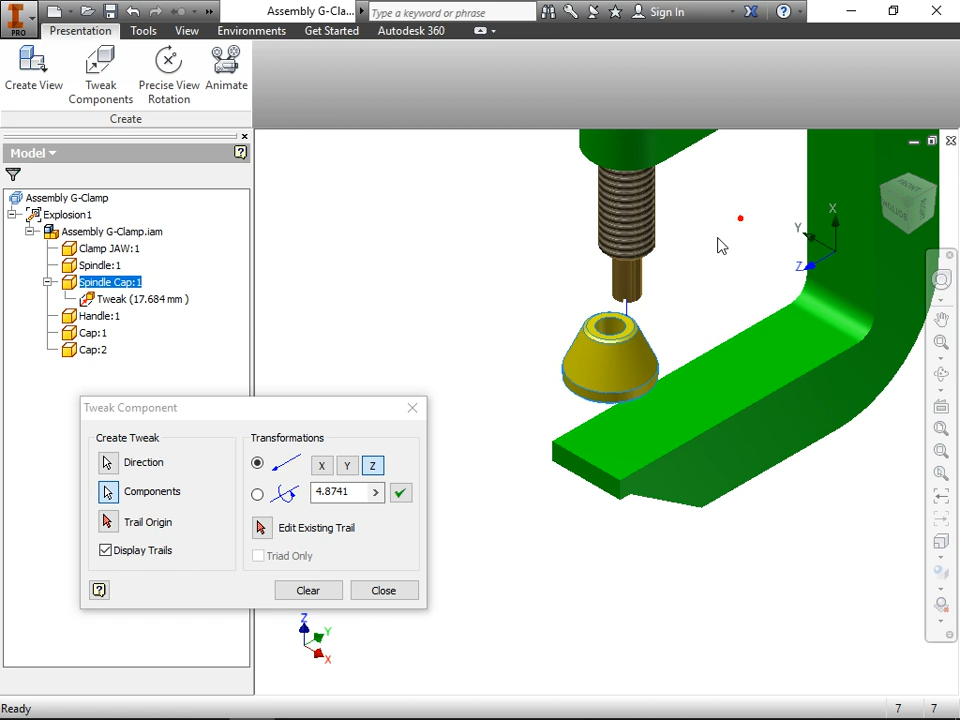 PRO
Assembly G-Cla...
Type a keyword or phrase
Sign In
Presentation
Tools
View
Environments
Get Started
Autodesk 360
Create View
Tweak Components
Precise View Rotation
Animate
Create
Model
Assembly G-Clamp
Explosion1
Assembly G-Clamp.iam
Clamp JAW:1
Spindle:1
Spindle Cap:1
Tweak (17.684 mm )
Handle:1
Cap:1
Cap:2
X
Y
Z
FRONT
Tweak Component
Create Tweak
Direction
Components
Trail Origin
Display Trails
Transformations
X Y Z
4.8741
Edit Existing Trail
Triad Only
Clear
Close
Z
Y
X
Ready
7 7